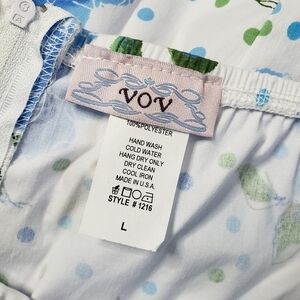 VOV
100%POLYESTER
HAND WASH
COLD WATER
HANG DRY ONLY
DRY CLEAN
COOL IRON
MADE IN U.S.A.
STYLE # 1216
L